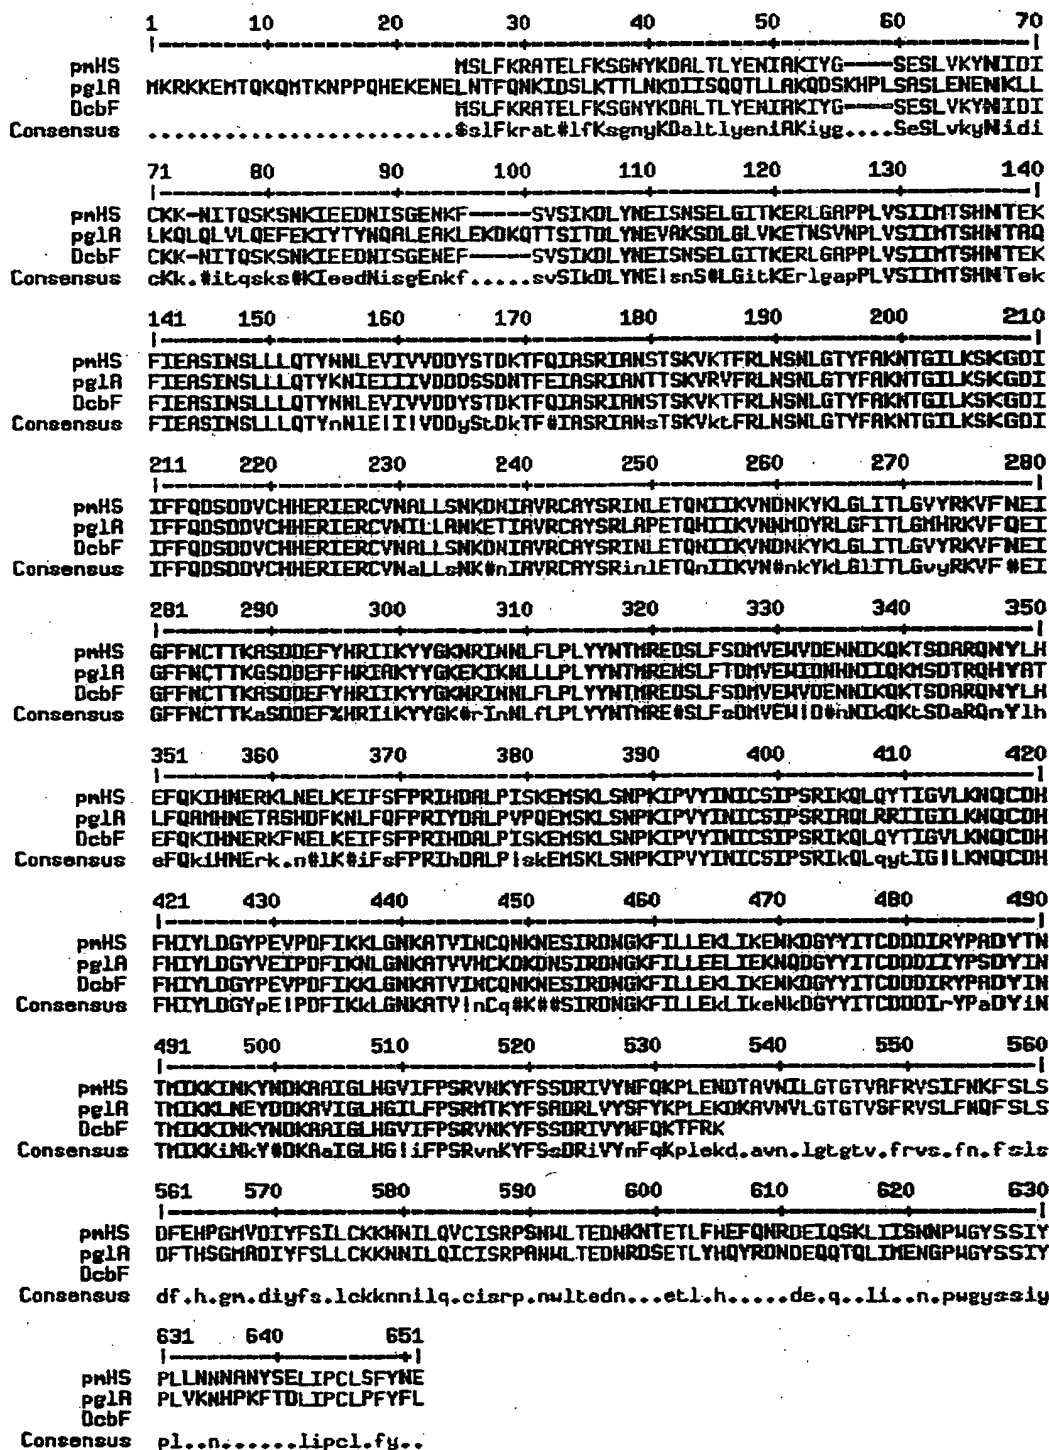 1 10 20 30 40 50 60 70
|---------+---------+---------+---------+---------+---------+---------|
pmHS MSLFKRATELFKSGNYKDALTLYENIAKIYG-----SESLVKYNIDI
pglA MKRKKEMTQKQMTKNPPQHEKENELNTFQNKIDSLKTTLNKDIISQQTLLAKQDSKHPLSASLENENKLL
DcbF MSLFKRATELFKSGNYKDALTLYENIAKIYG-----SESLVKYNIDI
Consensus ........................$slFkrat#lfKsgnyKDaltlyeniAKiyg....SeSLvkyNidi
71 80 90 100 110 120 130 140
|--------+---------+---------+---------+---------+---------+---------|
pmHS CKK-NITQSKSNKIEEDNISGENKF-----SVSIKDLYNEISNSELGITKERLGAPPLVSIIMTSHNTEK
pglA LKQLQLVLQEFEKIYTYNQALEAKLEKDKQTTSITDLYNEVAKSDLGLVKETNSVNPLVSIIMTSHNTAQ
DcbF CKK-NITQSKSNKIEEDNISGENEF-----SVSIKDLYNEISNSELGITKERLGAPPLVSIIMTSHNTEK
Consensus cKk.#itqsks#KIeedNisgEnkf.....svSIKDLYNE!snS#LGitKErlgapPLVSIIMTSHNTek
141 150 160 170 180 190 200 210
|--------+---------+---------+---------+---------+---------+---------|
pmHS FIEASINSLLLQTYNNLEVIVVDDYSTDKTFQIASRIANSTSKVKTFRLNSNLGTYFAKNTGILKSKGDI
pglA FIEASINSLLLQTYKNIEIIIVDDDSSDNTFEIASRIANTTSKVRVFRLNSNLGTYFAKNTGILKSKGDI
DcbF FIEASINSLLLQTYNNLEVIVVDDYSTDKTFQIASRIANSTSKVKTFRLNSNLGTYFAKNTGILKSKGDI
Consensus FIEASINSLLLQTYnNlE!I!VDDyStDkTF#IASRIANsTSKVktFRLNSNLGTYFAKNTGILKSKGDI
211 220 230 240 250 260 270 280
|--------+---------+---------+---------+---------+---------+---------|
pmHS IFFQDSDDVCHHERIERCVNALLSNKDNIAVRCAYSRINLETQNIIKVNDNKYKLGLITLGVYRKVFNEI
pglA IFFQDSDDVCHHERIERCVNILLANKETIAVRCAYSRLAPETQHIIKVNNMDYRLGFITLGMHRKVFQEI
DcbF IFFQDSDDVCHHERIERCVNALLSNKDNIAVRCAYSRINLETQNIIKVNDNKYKLGLITLGVYRKVFNEI
Consensus IFFQDSDDVCHHERIERCVNaLLsNK#nIAVRCAYSRinlETQnIIKVN#nkYkLGlITLGvyRKVF#EI
281 290 300 310 320 330 340 350
|--------+---------+---------+---------+---------+---------+---------|
pmHS GFFNCTTKASDDEFYHRIIKYYGKNRINNLFLPLYYNTMREDSLFSDMVEWVDENNIKQKTSDARQNYLH
pglA GFFNCTTKGSDDEFFHRIAKYYGKEKIKNLLLPLYYNTMRENSLFTDMVEWIDNHNIIQKMSDTRQHYAT
DcbF GFFNCTTKASDDEFYHRIIKYYGKNRINNLFLPLYYNTMREDSLFSDMVEWVDENNIKQKTSDARQNYLH
Consensus GFFNCTTKaSDDEF%HRIiKYYGK#rInNLfLPLYYNTMRE#SLFsDMVEW!D#nNIkQKtSDaRQnYlh
351 360 370 380 390 400 410 420
|--------+---------+---------+---------+---------+---------+---------|
pmHS EFQKIHNERKLNELKEIFSFPRIHDALPISKEMSKLSNPKIPVYINICSIPSRIKQLQYTIGVLKNQCDH
pglA LFQAMHNETASHDFKNLFQFPRIYDALPVPQEMSKLSNPKIPVYINICSIPSRIAQLRRIIGILKNQCDH
DcbF EFQKIHNERKFNELKEIFSFPRIHDALPISKEMSKLSNPKIPVYINICSIPSRIKQLQYTIGVLKNQCDH
Consensus eFQkiHNErk.n#lK#iFsFPRIhDALP!skEMSKLSNPKIPVYINICSIPSRIkQLqytIG!LKNQCDH
421 430 440 450 460 470 480 490
|--------+---------+---------+---------+---------+---------+---------|
pmHS FHIYLDGYPEVPDFIKKLGNKATVINCQNKNESIRDNGKFILLEKLIKENKDGYYITCDDDIRYPADYTN
pglA FHIYLDGYVEIPDFIKNLGNKATVVHCKDKDNSIRDNGKFILLEELIEKNQDGYYITCDDDIIYPSDYIN
DcbF FHIYLDGYPEVPDFIKKLGNKATVINCQNKNESIRDNGKFILLEKLIKENKDGYYITCDDDIRYPADYIN
Consensus FHIYLDGYpE!PDFIKkLGNKATV!nCq#K##SIRDNGKFILLEkLIkeNkDGYYITCDDDIrYPaDYiN
491 500 510 520 530 540 550 560
|--------+---------+---------+---------+---------+---------+---------|
pmHS TMIKKINKYNDKAAIGLHGVIFPSRVNKYFSSDRIVYNFQKPLENDTAVNILGTGTVAFRVSIFNKFSLS
pglA TMIKKLNEYDDKAVIGLHGILFPSRMTKYFSADRLVYSFYKPLEKDKAVNVLGTGTVSFRVSLFNQFSLS
DcbF TMIKKINKYNDKAAIGLHGVIFPSRVNKYFSSDRIVYNFQKTFRK
Consensus TMIKKiNkY#DKAaIGLHG!iFPSRvnKYFSsDRiVYnFqKplekd.avn.lgtgtv.frvs.fn.fsls
561 570 580 590 600 610 620 630
|--------+---------+---------+---------+---------+---------+---------|
pmHS DFEHPGMVDIYFSILCKKNNILQVCISRPSNWLTEDNKNTETLFHEFQNRDEIQSKLIISNNPWGYSSIY
pglA DFTHSGMADIYFSLLCKKNNILQICISRPANWLTEDNRDSETLYHQYRDNDEQQTQLIMENGPWGYSSIY
DcbF
Consensus df.h.gm.diyfs.lckknnilq.cisrp.nwltedn...etl.h.....de.q..li..n.pwgyssiy
631 640 651
|--------+----------|
pmHS PLLNNNANYSELIPCLSFYNE
pglA PLVKNHPKFTDLIPCLPFYFL
DcbF
Consensus pl..n......lipcl.fy..